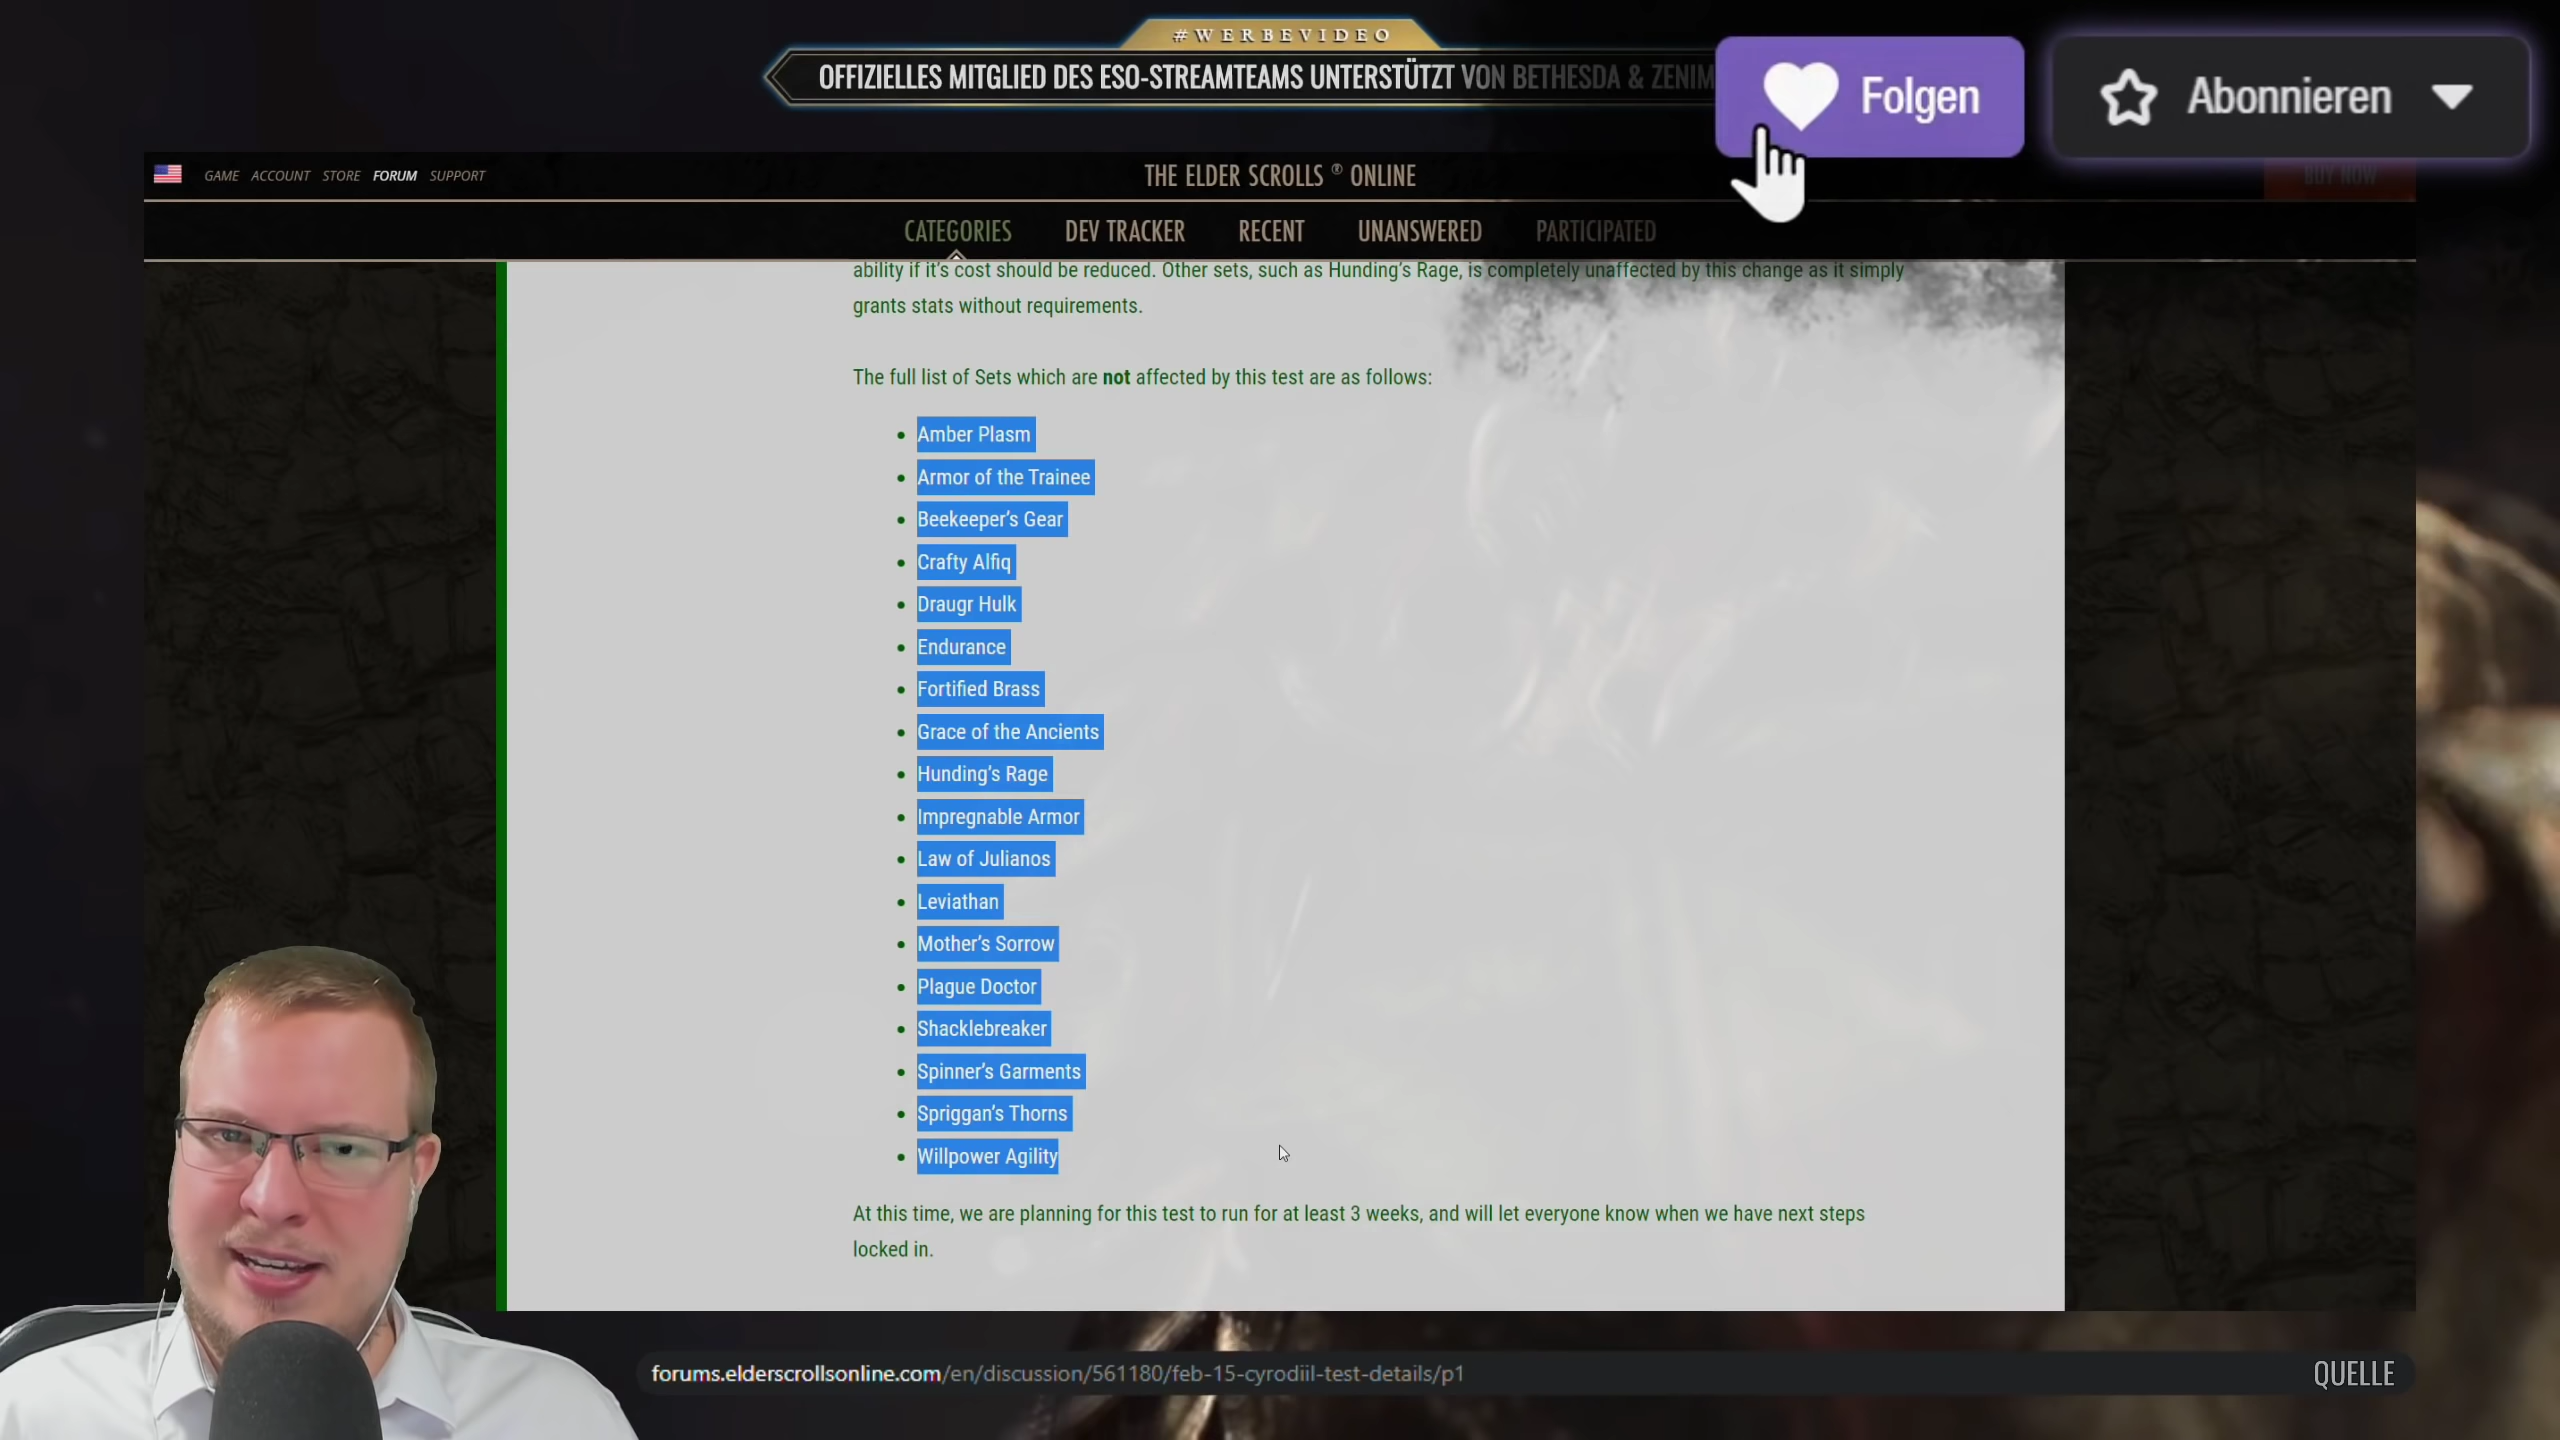 #WERBEVIDEO
OFFIZIELLES MITGLIED DES ESO-STREAMTEAMS UNTERSTÜTZT VON BETHESDA & ZENIM
Folgen
Abonnieren
GAME ACCOUNT STORE FORUM SUPPORT
THE ELDER SCROLLS ® ONLINE
BUY NOW
CATEGORIES DEV TRACKER RECENT UNANSWERED PARTICIPATED
ability if it's cost should be reduced. Other sets, such as Hunding's Rage, is completely unaffected by this change as it simply
grants stats without requirements.
The full list of Sets which are not affected by this test are as follows:
• Amber Plasm
• Armor of the Trainee
• Beekeeper's Gear
• Crafty Alfiq
• Draugr Hulk
• Endurance
• Fortified Brass
• Grace of the Ancients
• Hunding's Rage
• Impregnable Armor
• Law of Julianos
• Leviathan
• Mother's Sorrow
• Plague Doctor
• Shacklebreaker
• Spinner's Garments
• Spriggan's Thorns
• Willpower Agility
At this time, we are planning for this test to run for at least 3 weeks, and will let everyone know when we have next steps
locked in.
forums.elderscrollsonline.com/en/discussion/561180/feb-15-cyrodiil-test-details/p1
QUELLE